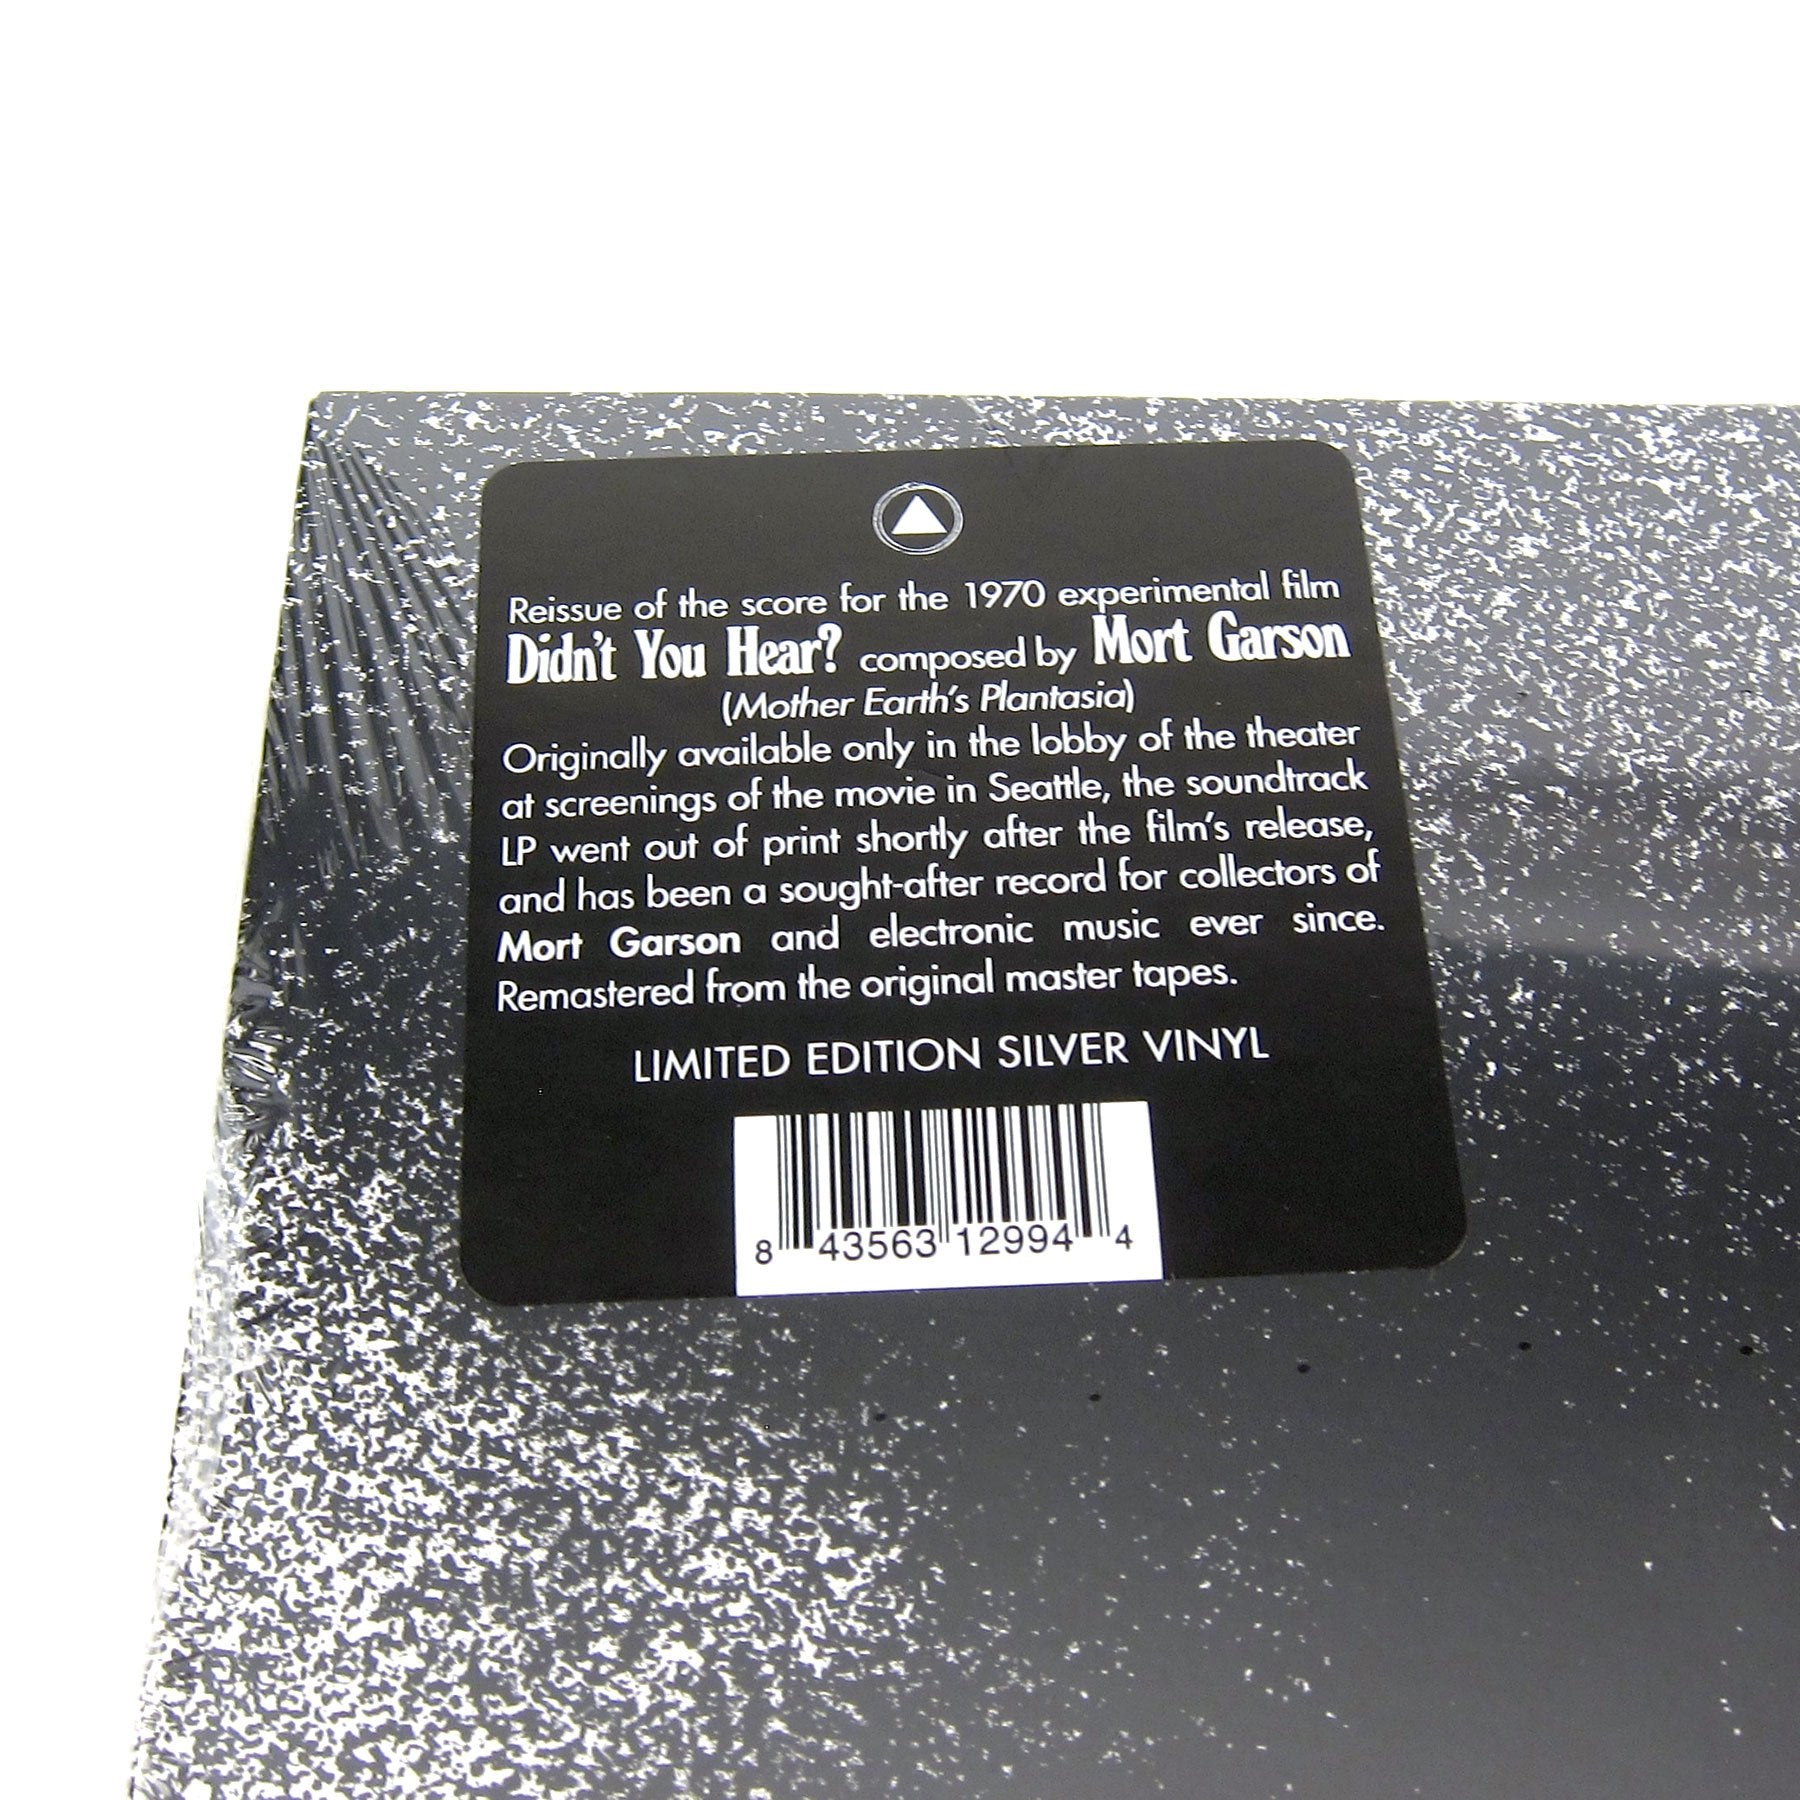 Reissue of the score for the 1970 experimental film
Didn't You Hear? composed by Mort Garson
(Mother Earth's Plantasia)
Originally available only in the lobby of the theater
at screenings of the movie in Seattle, the soundtrack
LP went out of print shortly after the film's release,
and has been a sought-after record for collectors of
Mort Garson and electronic music ever since.
Remastered from the original master tapes.
LIMITED EDITION SILVER VINYL
8 43563 12994 4